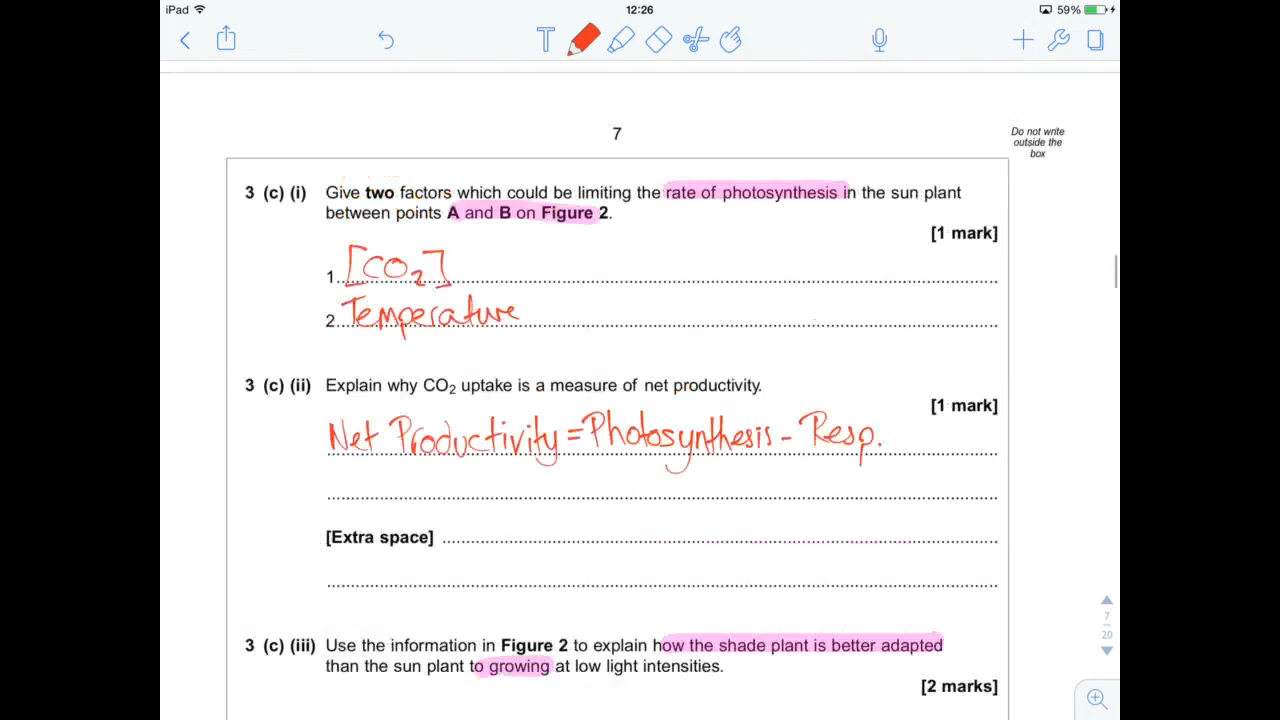 iPad 12:26 59%
T
7
Do not write
outside the
box
3 (c) (i) Give two factors which could be limiting the rate of photosynthesis in the sun plant
between points A and B on Figure 2.
[1 mark]
1 [CO₂]
2 Temperature
3 (c) (ii) Explain why CO₂ uptake is a measure of net productivity.
[1 mark]
Net Productivity = Photosynthesis - Resp.
[Extra space]
7
20
3 (c) (iii) Use the information in Figure 2 to explain how the shade plant is better adapted
than the sun plant to growing at low light intensities.
[2 marks]